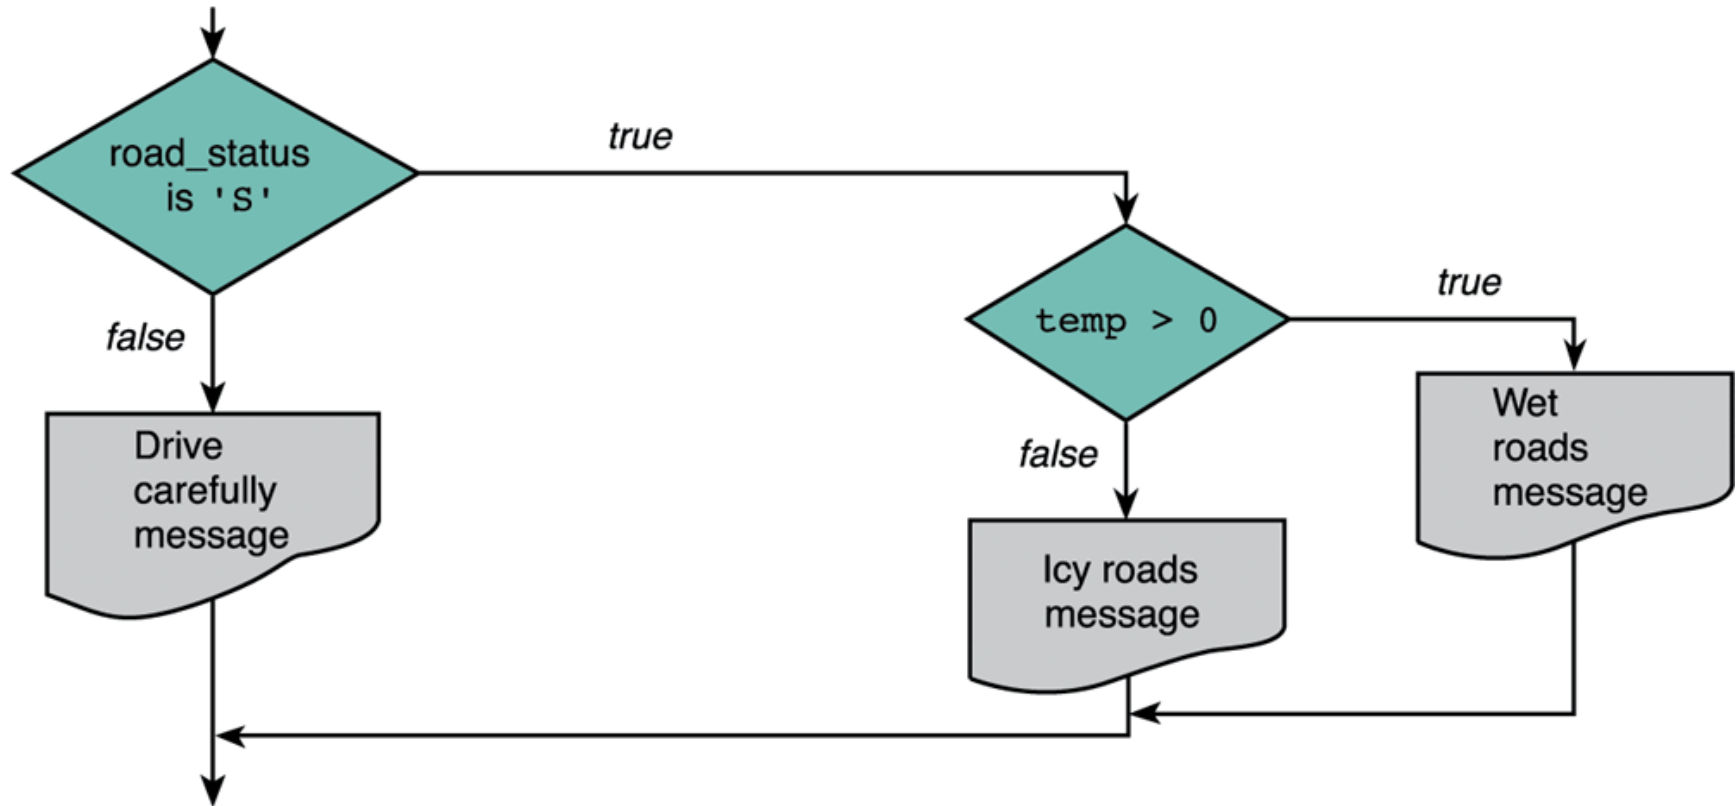 road_status
is 'S'
true
false
temp > 0
true
false
Drive
carefully
message
Icy roads
message
Wet
roads
message